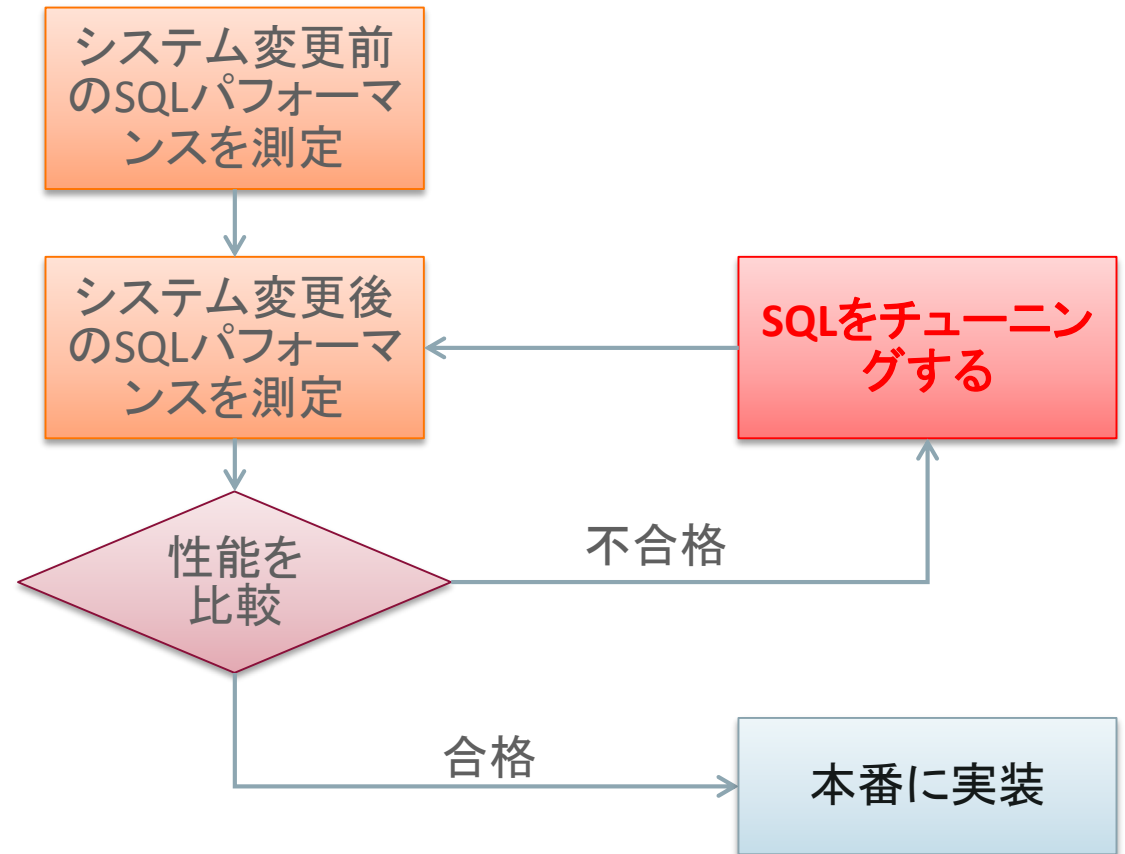 システム変更前
のSQLパフォーマ
ンスを測定
システム変更後
のSQLパフォーマ
ンスを測定
SQLをチューニン
グする
性能を
比較
不合格
合格
本番に実装